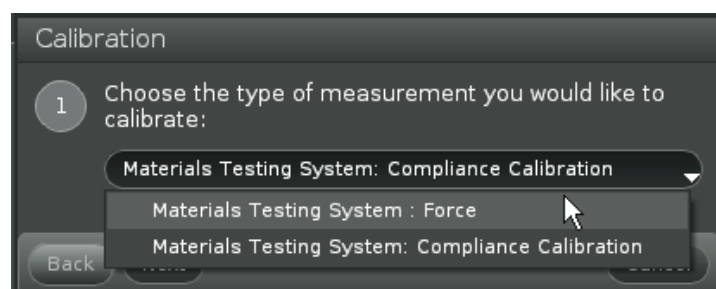 Calibration
1
Choose the type of measurement you would like to
calibrate:
Materials Testing System: Compliance Calibration
Materials Testing System : Force
Materials Testing System: Compliance Calibration
Back